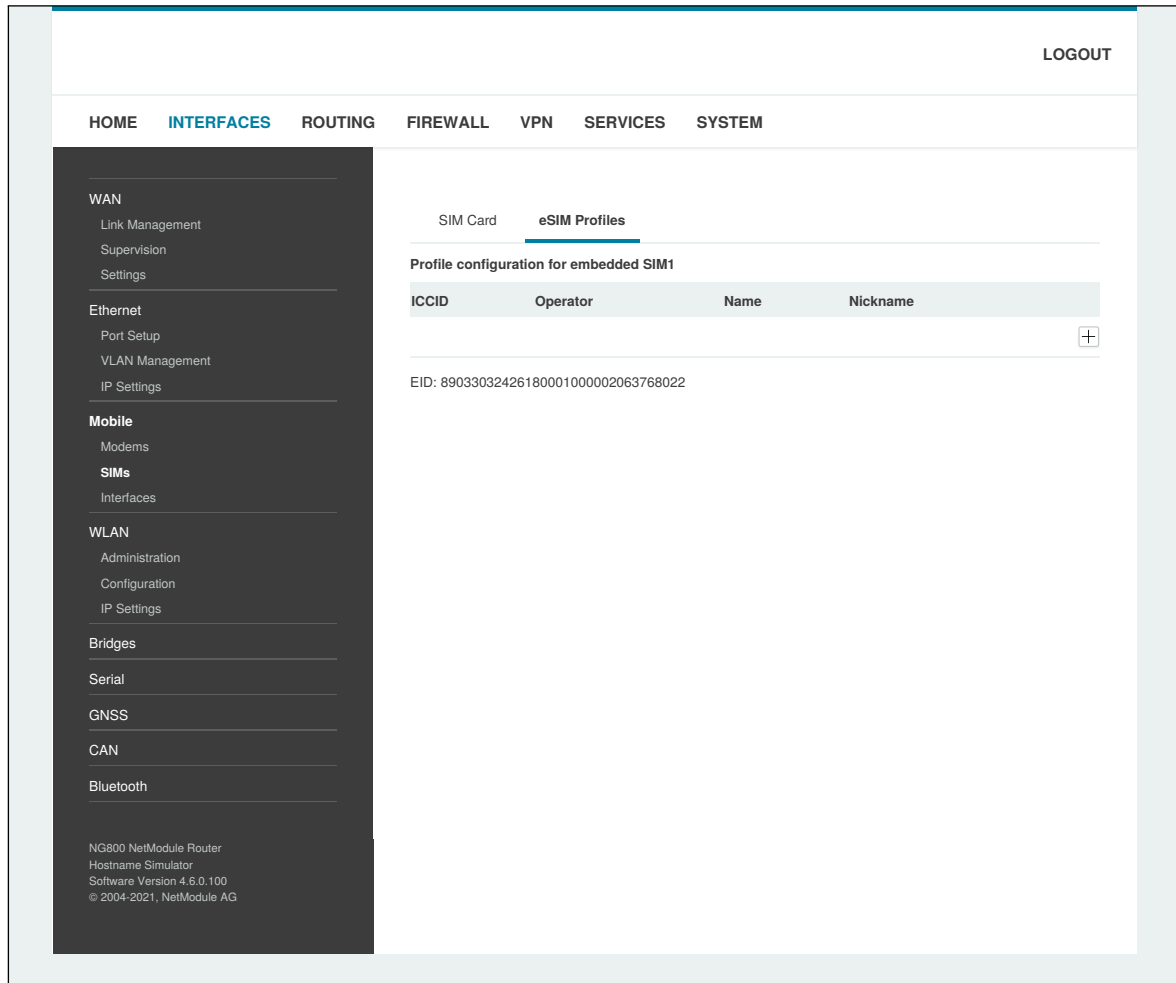 LOGOUT
HOME INTERFACES ROUTING FIREWALL VPN SERVICES SYSTEM
WAN
Link Management
Supervision
Settings
Ethernet
Port Setup
VLAN Management
IP Settings
Mobile
Modems
SIMs
Interfaces
WLAN
Administration
Configuration
IP Settings
Bridges
Serial
GNSS
CAN
Bluetooth
NG800 NetModule Router
Hostname Simulator
Software Version 4.6.0.100
© 2004-2021, NetModule AG
SIM Card eSIM Profiles
Profile configuration for embedded SIM1
ICCID Operator Name Nickname
EID: 89033032426180001000002063768022